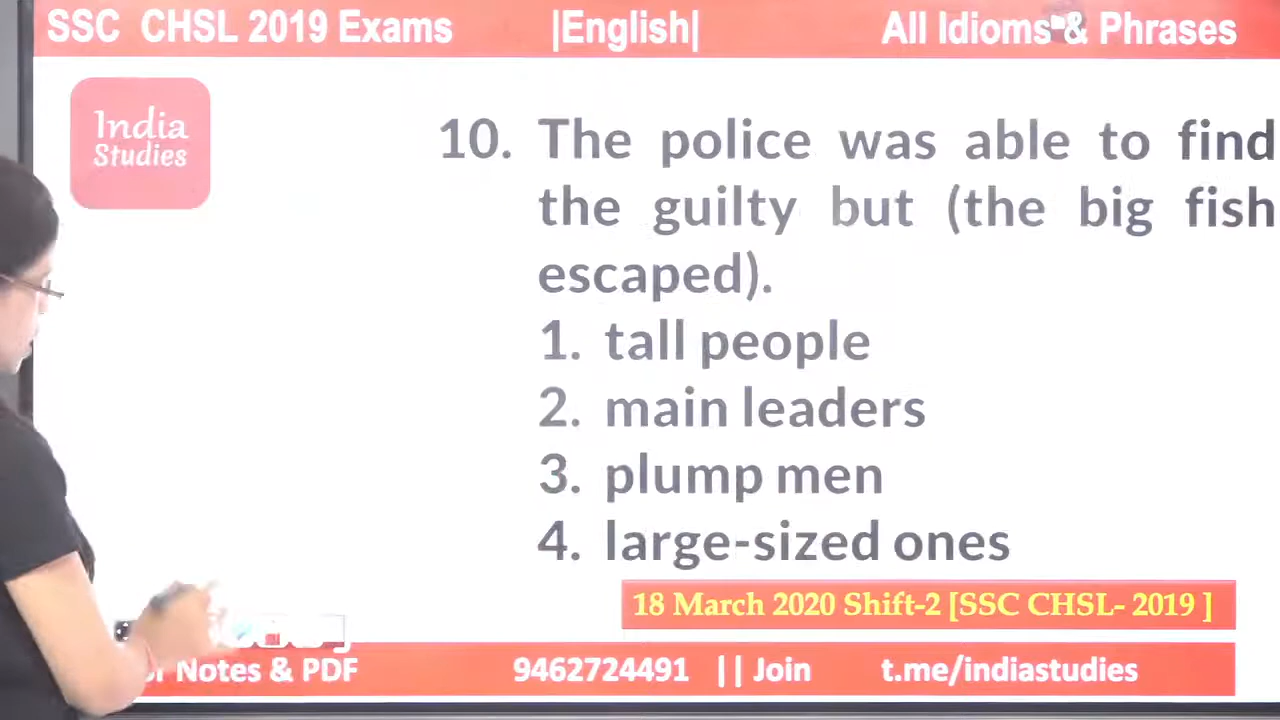 SSC CHSL 2019 Exams |English| All Idioms & Phrases
India
Studies
10. The police was able to find
the guilty but (the big fish
escaped).
1. tall people
2. main leaders
3. plump men
4. large-sized ones
18 March 2020 Shift-2 [SSC CHSL- 2019 ]
Notes & PDF 9462724491 || Join t.me/indiastudies